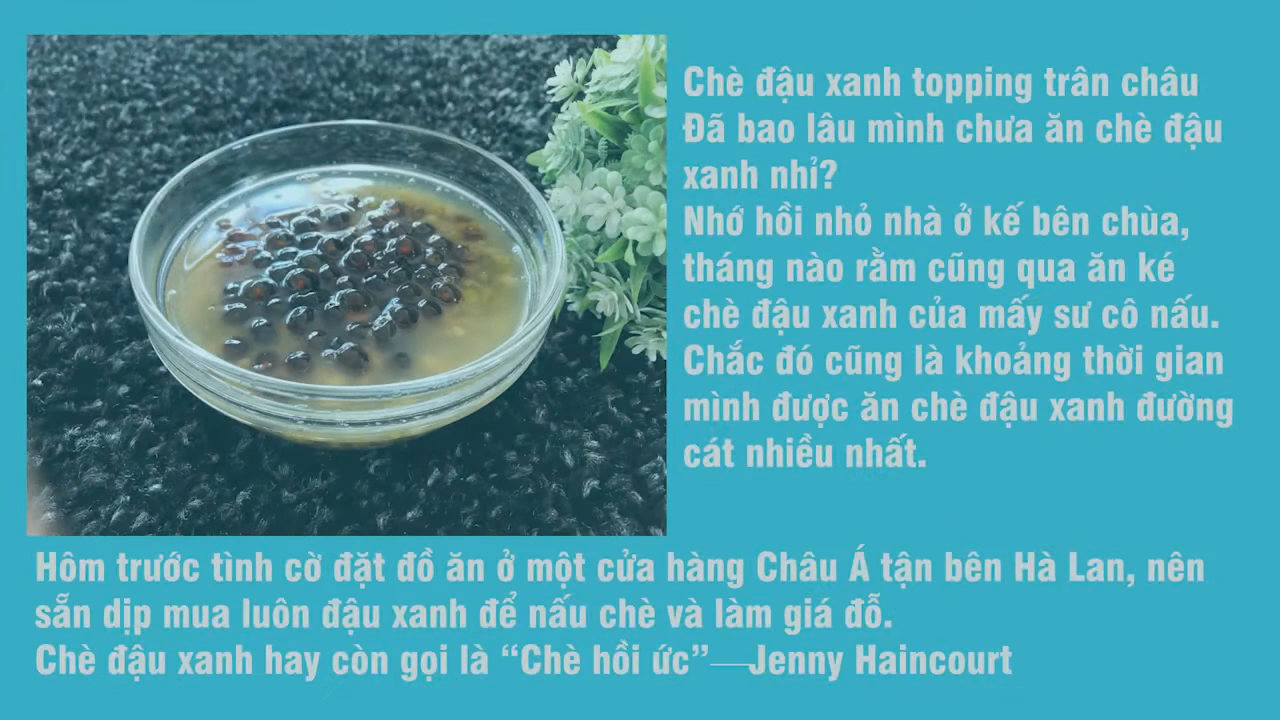 Chè đậu xanh topping trân châu
Đã bao lâu mình chưa ăn chè đậu
xanh nhỉ?
Nhớ hồi nhỏ nhà ở kế bên chùa,
tháng nào rằm cũng qua ăn ké
chè đậu xanh của mấy sư cô nấu.
Chắc đó cũng là khoảng thời gian
mình được ăn chè đậu xanh đường
cát nhiều nhất.
Hôm trước tình cờ đặt đồ ăn ở một cửa hàng Châu Á tận bên Hà Lan, nên
sẵn dịp mua luôn đậu xanh để nấu chè và làm giá đỗ.
Chè đậu xanh hay còn gọi là “Chè hồi ức”—Jenny Haincourt